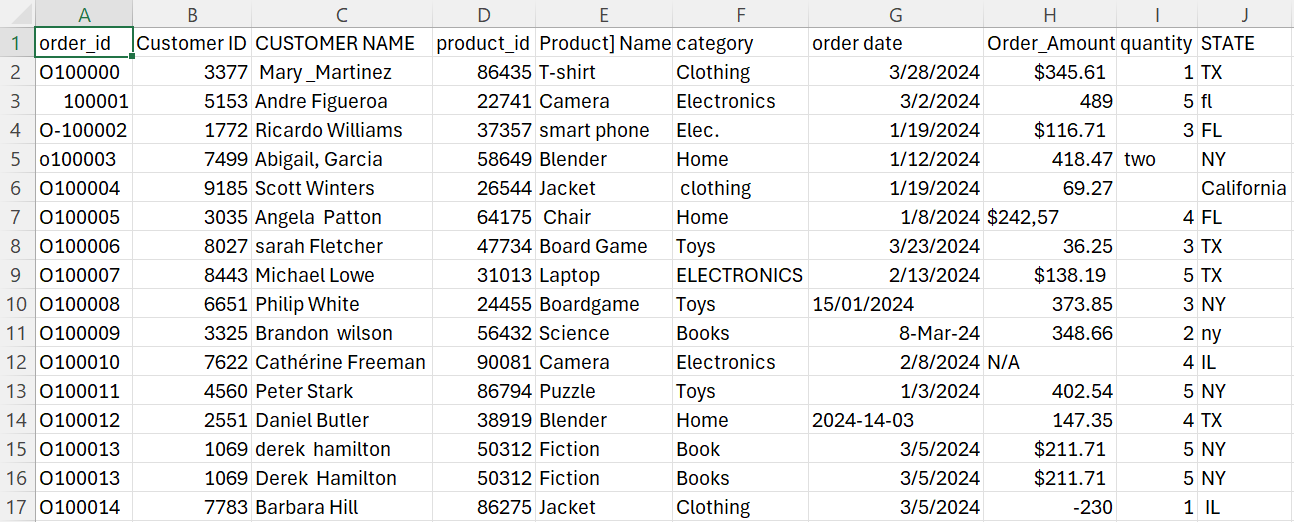 A B C D E F G H I J
1 order_id Customer ID CUSTOMER NAME product_id Product] Name category order date Order_Amount quantity STATE
2 O100000 3377 Mary _Martinez 86435 T-shirt Clothing 3/28/2024 $345.61 1 TX
3 100001 5153 Andre Figueroa 22741 Camera Electronics 3/2/2024 489 5 fl
4 O-100002 1772 Ricardo Williams 37357 smart phone Elec. 1/19/2024 $116.71 3 FL
5 o100003 7499 Abigail, Garcia 58649 Blender Home 1/12/2024 418.47 two NY
6 O100004 9185 Scott Winters 26544 Jacket clothing 1/19/2024 69.27 California
7 O100005 3035 Angela  Patton 64175 Chair Home 1/8/2024 $242,57 4 FL
8 O100006 8027 sarah Fletcher 47734 Board Game Toys 3/23/2024 36.25 3 TX
9 O100007 8443 Michael Lowe 31013 Laptop ELECTRONICS 2/13/2024 $138.19 5 TX
10 O100008 6651 Philip White 24455 Boardgame Toys 15/01/2024 373.85 3 NY
11 O100009 3325 Brandon  wilson 56432 Science Books 8-Mar-24 348.66 2 ny
12 O100010 7622 Cathérine Freeman 90081 Camera Electronics 2/8/2024 N/A 4 IL
13 O100011 4560 Peter Stark 86794 Puzzle Toys 1/3/2024 402.54 5 NY
14 O100012 2551 Daniel Butler 38919 Blender Home 2024-14-03 147.35 4 TX
15 O100013 1069 derek  hamilton 50312 Fiction Book 3/5/2024 $211.71 5 NY
16 O100013 1069 Derek  Hamilton 50312 Fiction Books 3/5/2024 $211.71 5 NY
17 O100014 7783 Barbara Hill 86275 Jacket Clothing 3/5/2024 -230 1 IL